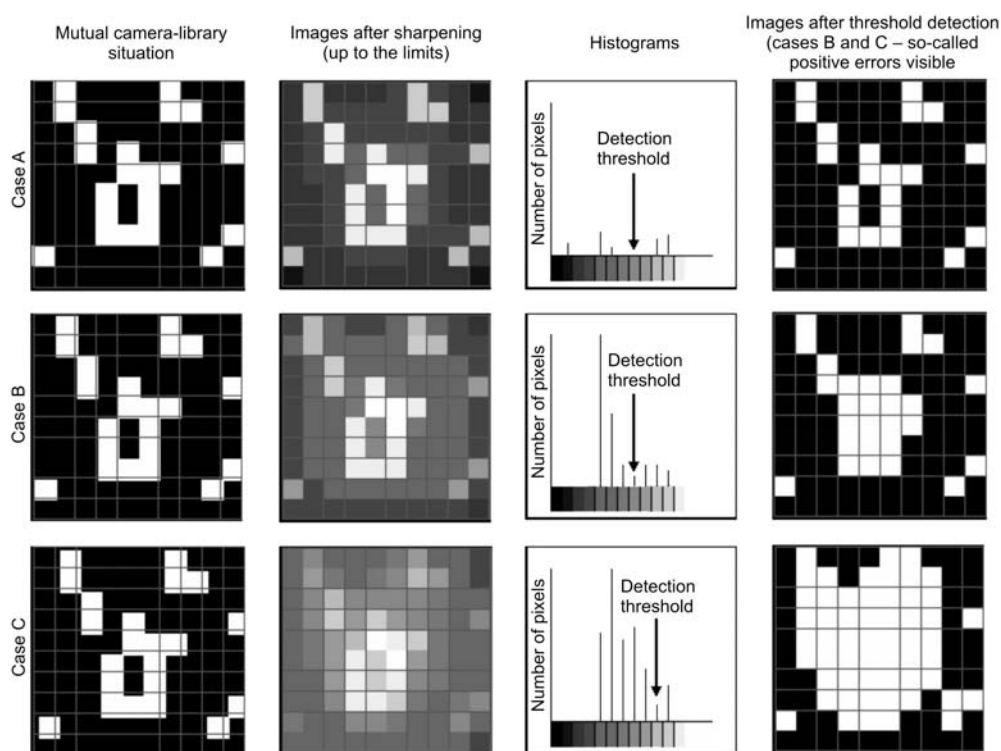 Mutual camera-library
situation
Images after sharpening
(up to the limits)
Histograms
Images after threshold detection
(cases B and C – so-called
positive errors visible
Case A
Number of pixels
Detection
threshold
Case B
Number of pixels
Detection
threshold
Case C
Number of pixels
Detection
threshold